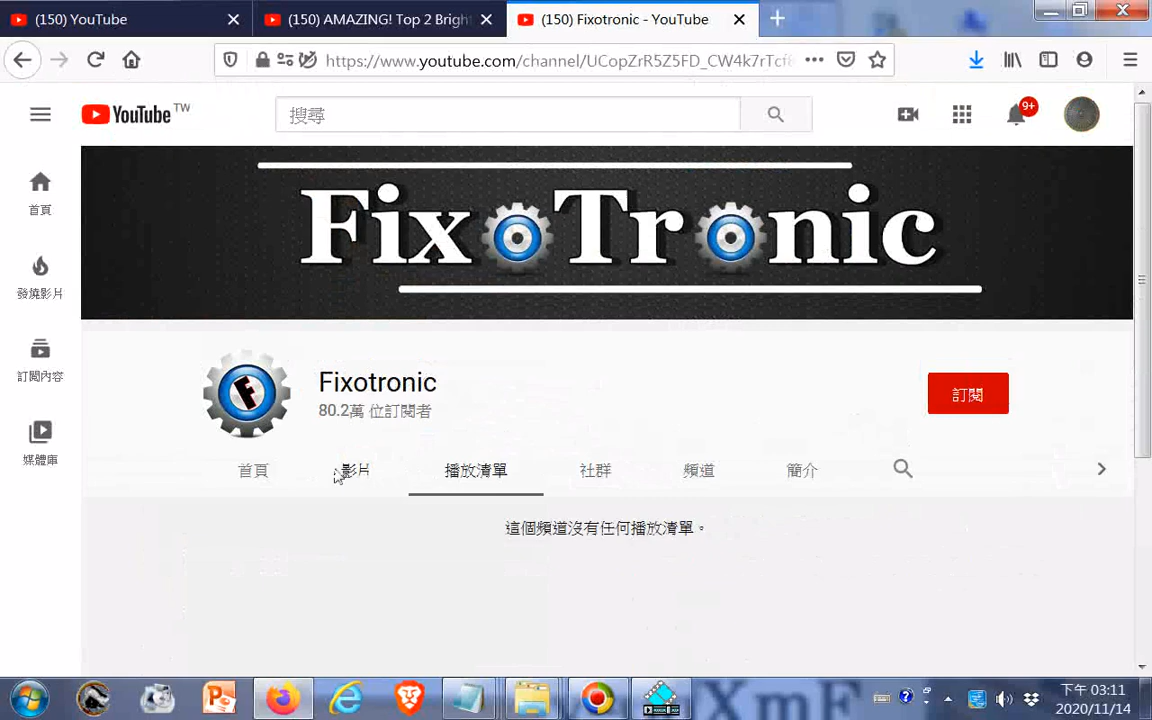 (150) YouTube
(150) AMAZING! Top 2 Brigh
(150) Fixotronic - YouTube
https://www.youtube.com/channel/UCopZrR5Z5FD_CW4k7rTcf8
YouTube TW
搜尋
9+
首頁
發燒影片
訂閱內容
媒體庫
FixoTronic
F
Fixotronic
80.2萬 位訂閱者
訂閱
首頁
影片
播放清單
社群
頻道
簡介
這個頻道沒有任何播放清單。
XmF
下午 03:11
2020/11/14